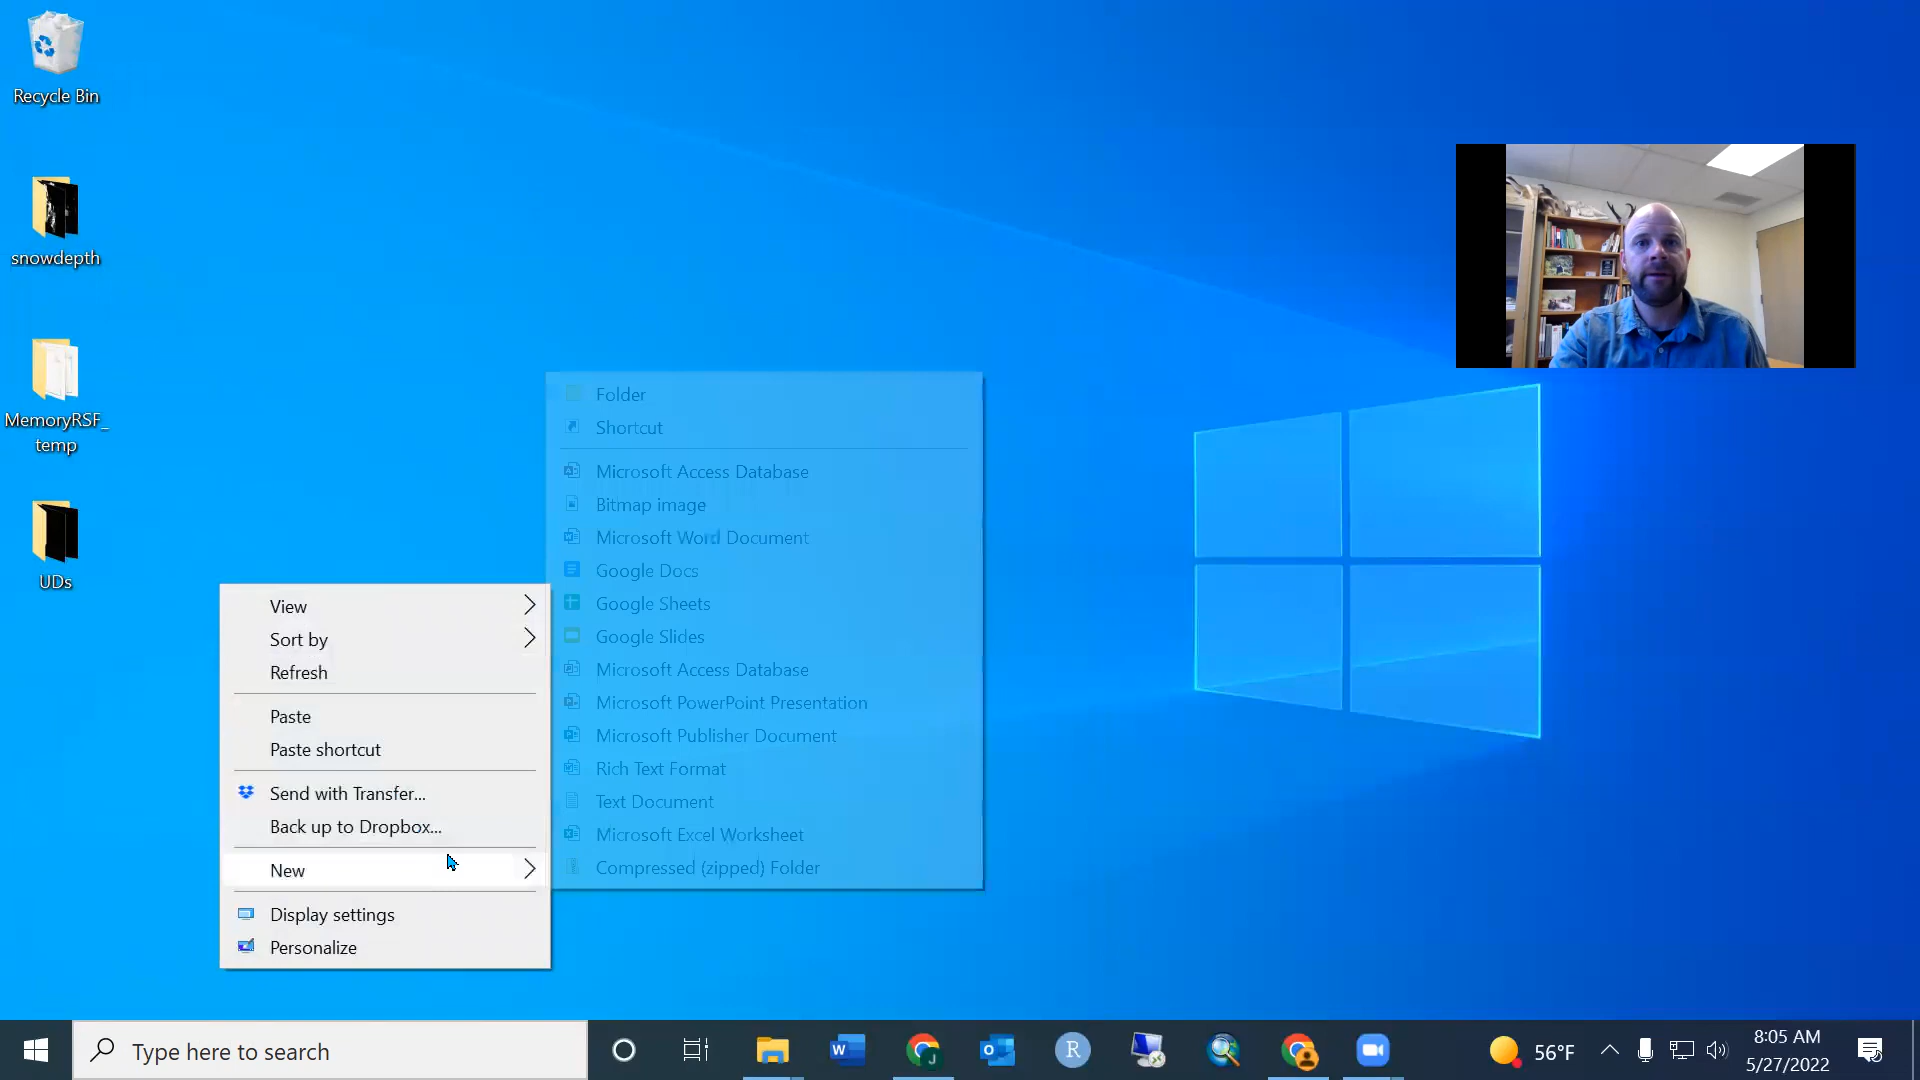 Recycle Bin
snowdepth
MemoryRSF_
temp
UDs
View
Sort by
Refresh
Paste
Paste shortcut
Send with Transfer...
Back up to Dropbox...
New
Display settings
Personalize
Folder
Shortcut
Microsoft Access Database
Bitmap image
Microsoft Word Document
Google Docs
Google Sheets
Google Slides
Microsoft Access Database
Microsoft PowerPoint Presentation
Microsoft Publisher Document
Rich Text Format
Text Document
Microsoft Excel Worksheet
Compressed (zipped) Folder
Type here to search
56°F
8:05 AM
5/27/2022